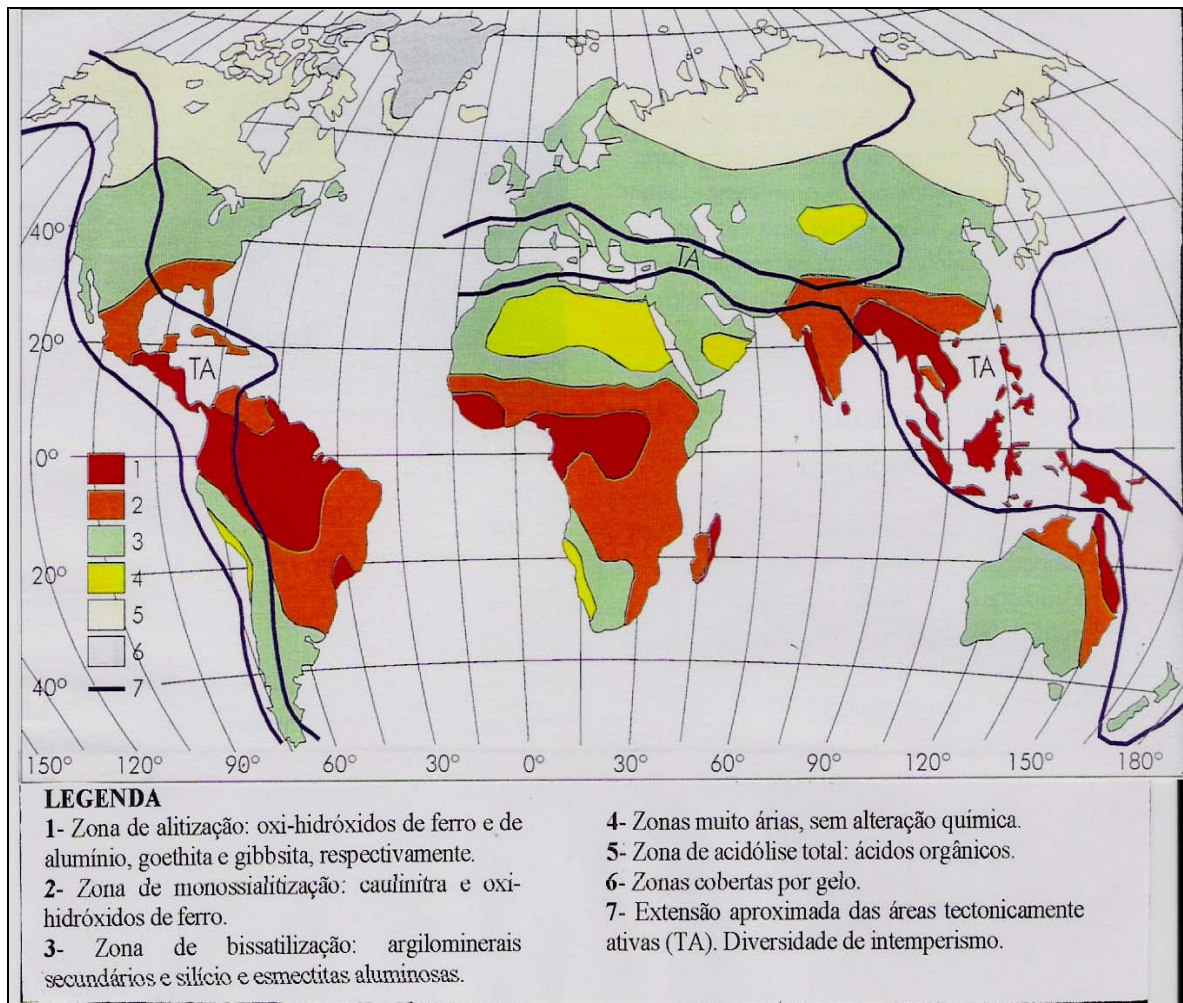 40°
TA
20°
TA
TA
0°
1
2
3
20°
4
5
6
40°
7
150° 120° 90° 30° 0° 30° 60° 90° 120° 150° 180°
LEGENDA
1- Zona de alitização: oxi-hidróxidos de ferro e de
alumínio, goethita e gibbsita, respectivamente.
2- Zona de monossialitização: caulinitra e oxi-
hidróxidos de ferro.
3- Zona de bissatilização: argilominerais
secundários e silício e esmectitas aluminosas.
4- Zonas muito árias, sem alteração química.
5- Zona de acidólise total: ácidos orgânicos.
6- Zonas cobertas por gelo.
7- Extensão aproximada das áreas tectonicamente
ativas (TA). Diversidade de intemperismo.